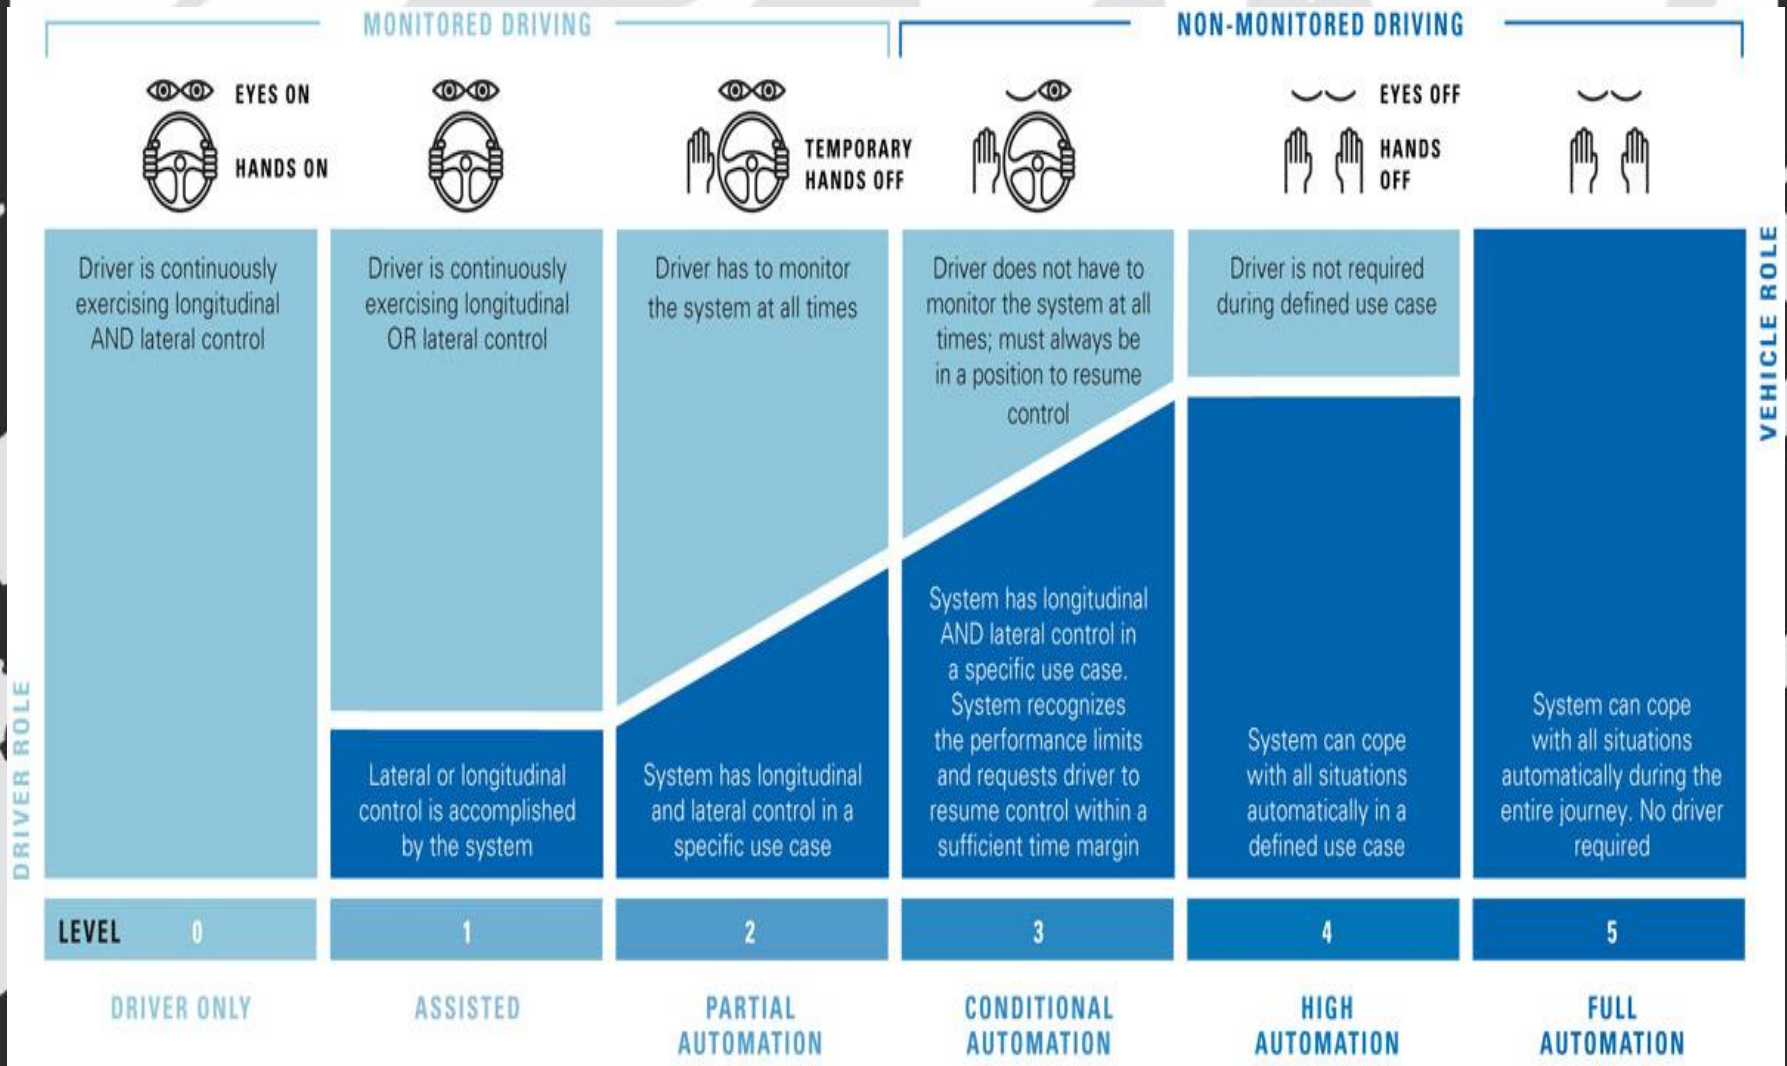 MONITORED DRIVING
NON-MONITORED DRIVING
EYES ON
HANDS ON
TEMPORARY
HANDS OFF
EYES OFF
HANDS
OFF
Driver is continuously
exercising longitudinal
AND lateral control
Driver is continuously
exercising longitudinal
OR lateral control
Driver has to monitor
the system at all times
Driver does not have to
monitor the system at all
times; must always be
in a position to resume
control
Driver is not required
during defined use case
VEHICLE ROLE
DRIVER ROLE
Lateral or longitudinal
control is accomplished
by the system
System has longitudinal
and lateral control in a
specific use case
System has longitudinal
AND lateral control in
a specific use case.
System recognizes
the performance limits
and requests driver to
resume control within a
sufficient time margin
System can cope
with all situations
automatically in a
defined use case
System can cope
with all situations
automatically during the
entire journey. No driver
required
LEVEL 0 1 2 3 4 5
DRIVER ONLY
ASSISTED
PARTIAL
AUTOMATION
CONDITIONAL
AUTOMATION
HIGH
AUTOMATION
FULL
AUTOMATION